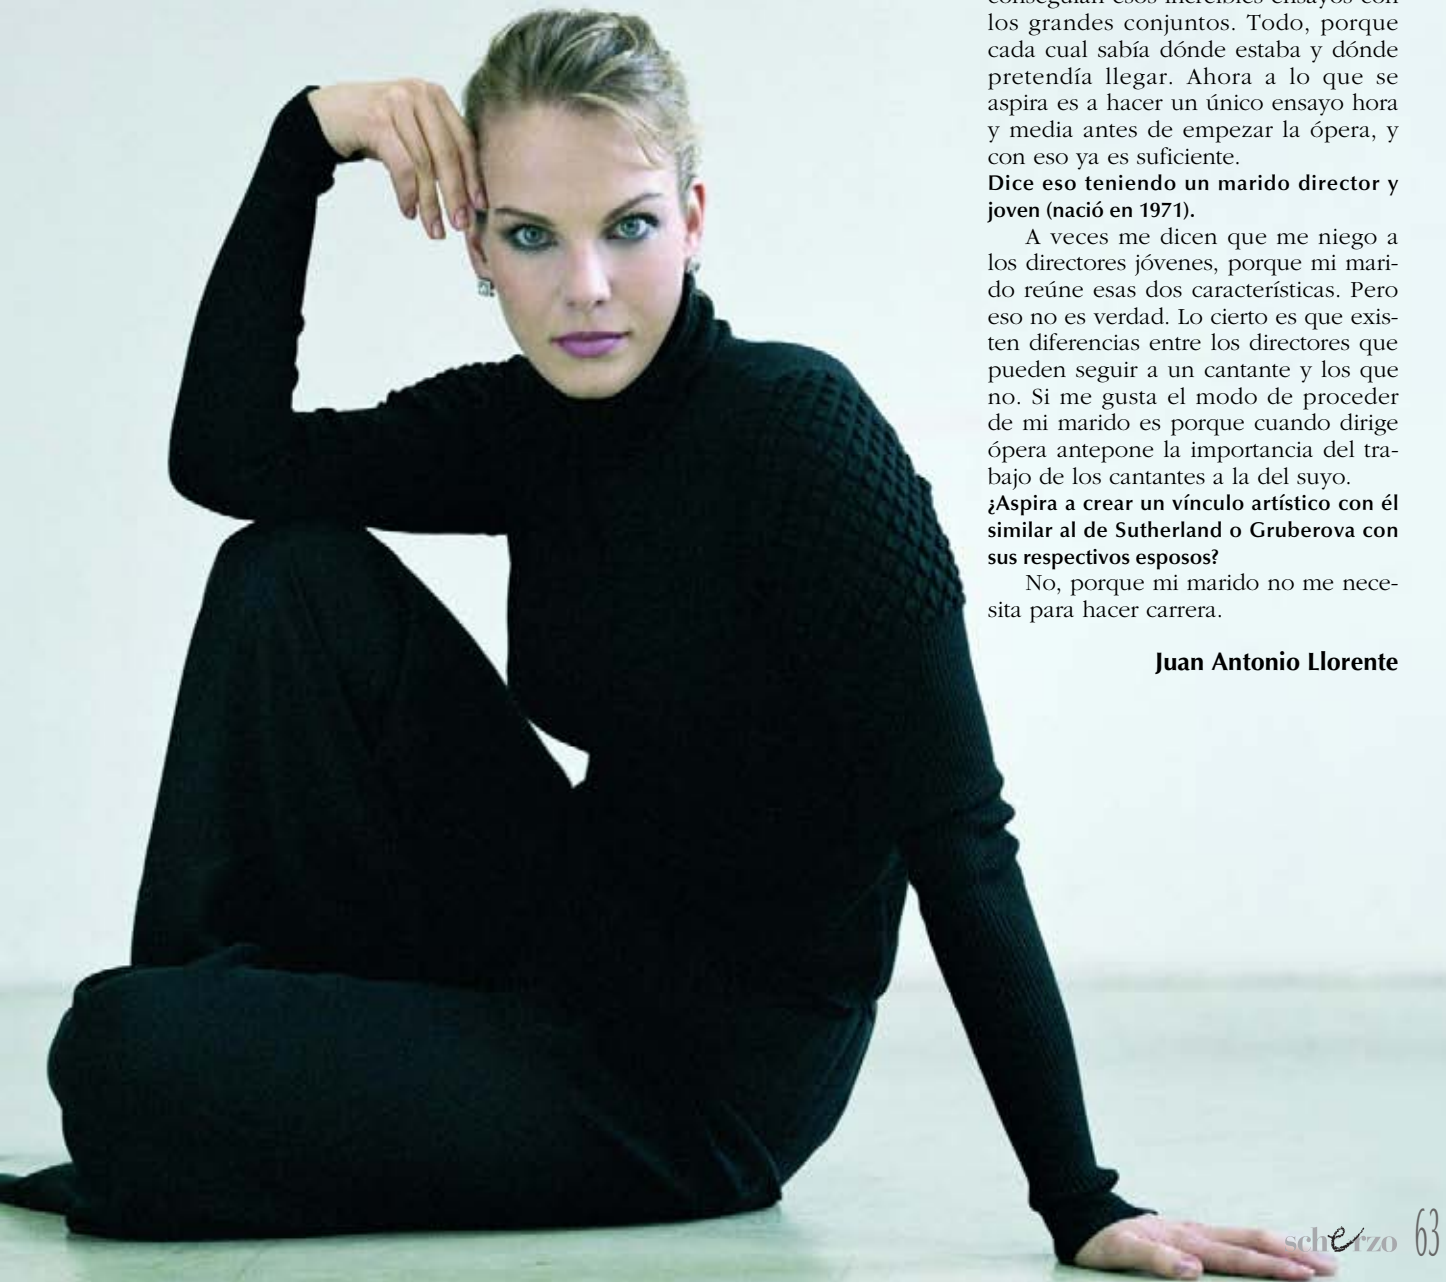 los grandes conjuntos. Todo, porque
cada cual sabía dónde estaba y dónde
pretendía llegar. Ahora a lo que se
aspira es a hacer un único ensayo hora
y media antes de empezar la ópera, y
con eso ya es suficiente.
Dice eso teniendo un marido director y
joven (nació en 1971).
A veces me dicen que me niego a
los directores jóvenes, porque mi mari-
do reúne esas dos características. Pero
eso no es verdad. Lo cierto es que exis-
ten diferencias entre los directores que
pueden seguir a un cantante y los que
no. Si me gusta el modo de proceder
de mi marido es porque cuando dirige
ópera antepone la importancia del tra-
bajo de los cantantes a la del suyo.
¿Aspira a crear un vínculo artístico con él
similar al de Sutherland o Gruberova con
sus respectivos esposos?
No, porque mi marido no me nece-
sita para hacer carrera.
Juan Antonio Llorente
scherzo 63